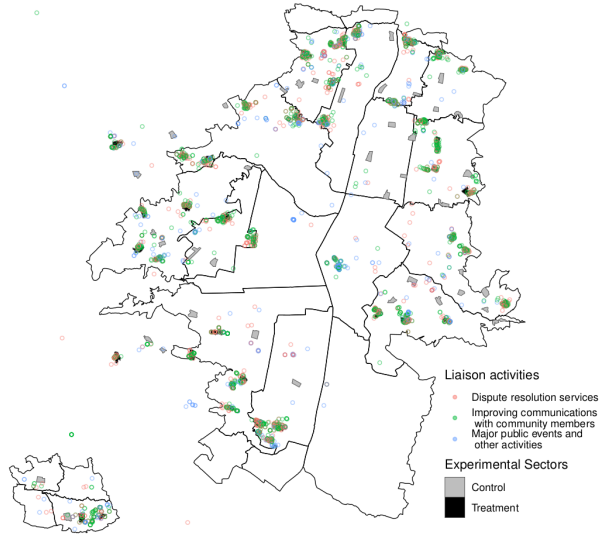 Liaison activities
Dispute resolution services
Improving communications
with community members
Major public events and
other activities
Experimental Sectors
Control
Treatment